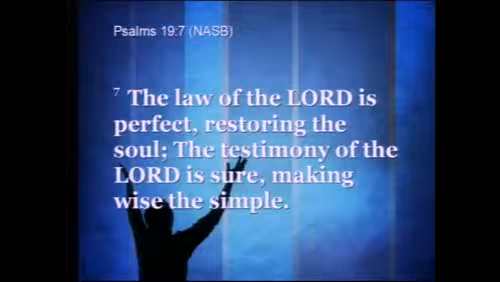 Psalms 19:7 (NASB)
7 The law of the LORD is
perfect, restoring the
soul; The testimony of the
LORD is sure, making
wise the simple.